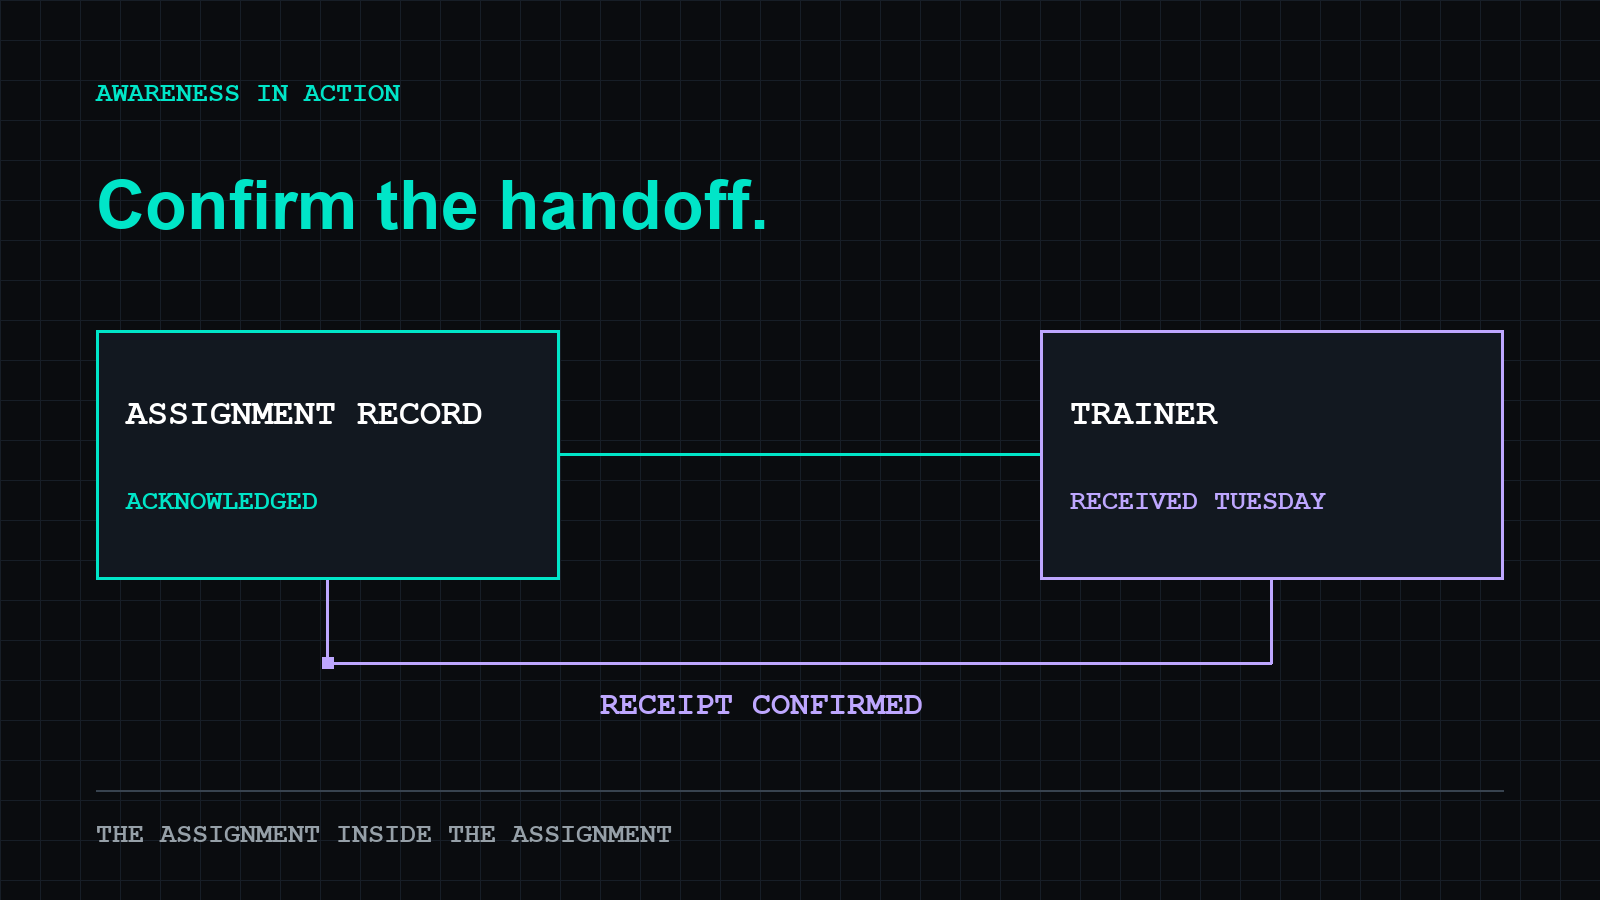 AWARENESS IN ACTION
Confirm the handoff.
ASSIGNMENT RECORD
ACKNOWLEDGED
TRAINER
RECEIVED TUESDAY
RECEIPT CONFIRMED
THE ASSIGNMENT INSIDE THE ASSIGNMENT